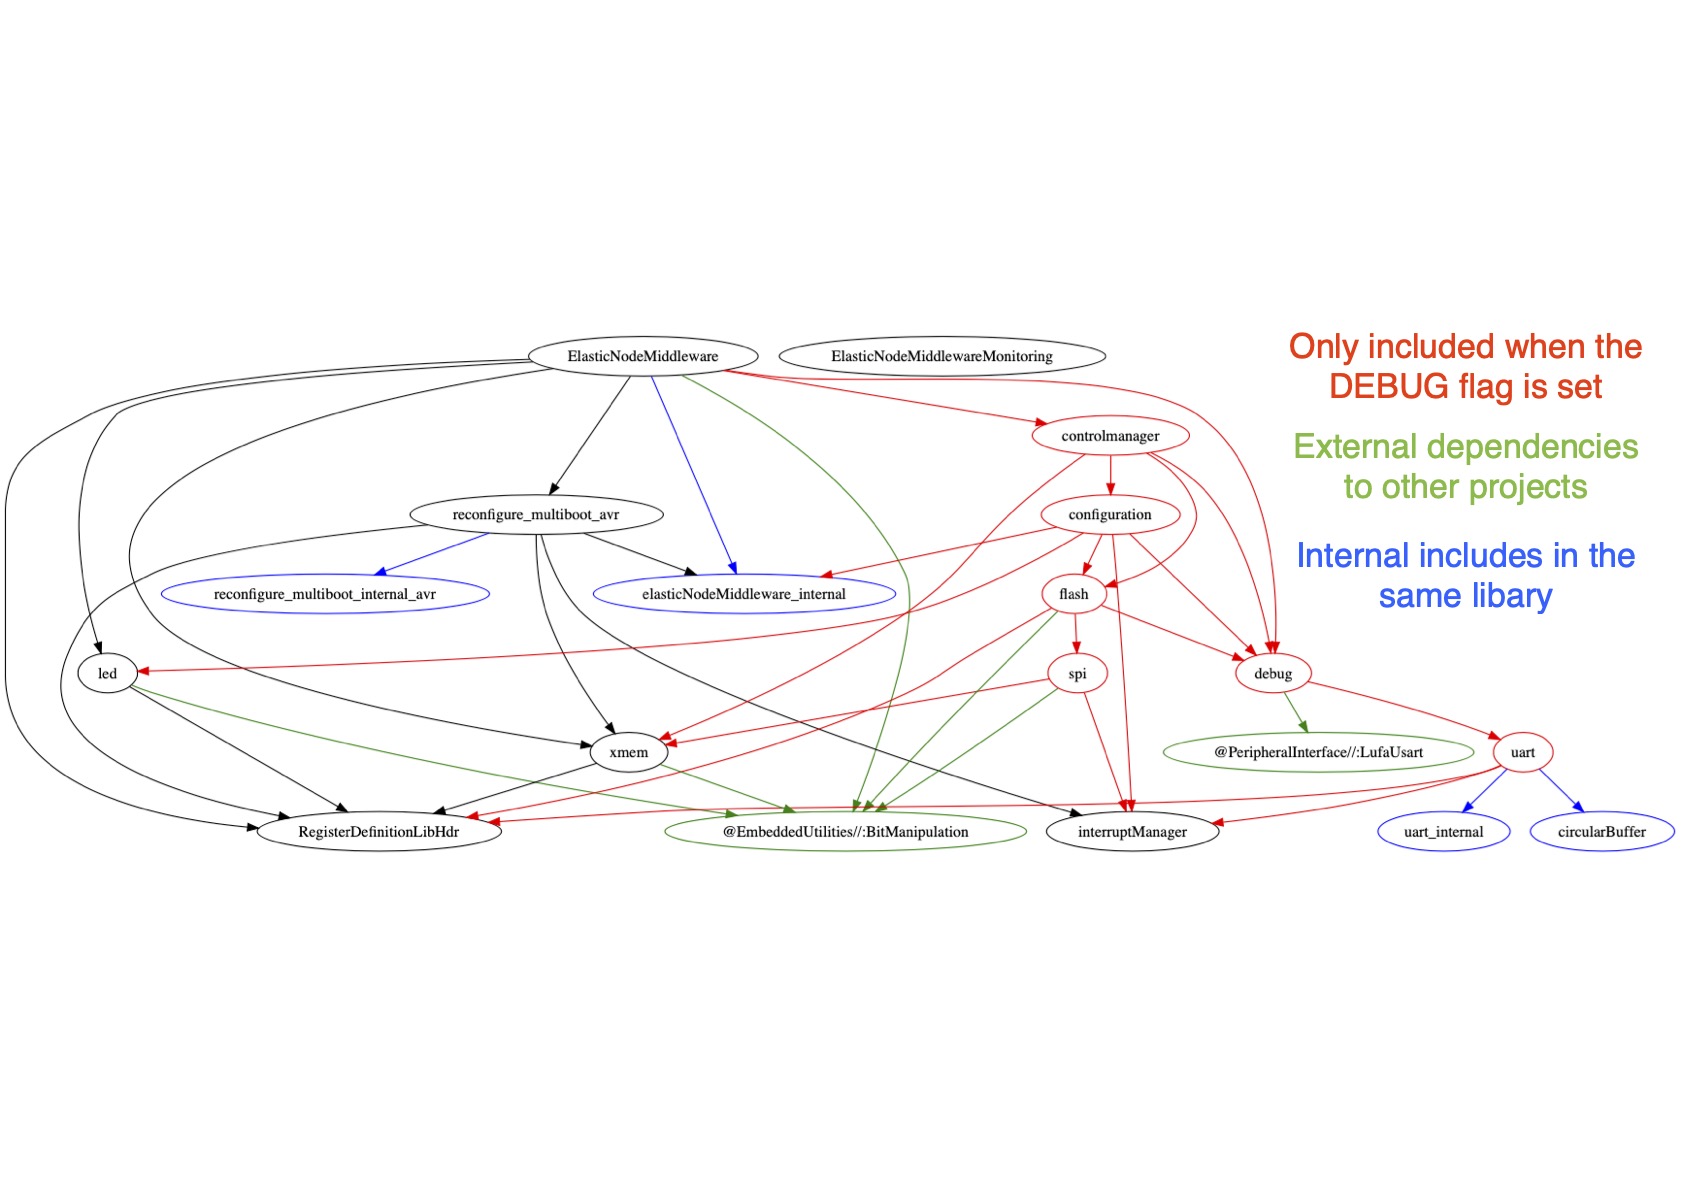 Only included when the
DEBUG flag is set
External dependencies
to other projects
Internal includes in the
same libary
ElasticNodeMiddleware
ElasticNodeMiddlewareMonitoring
controlmanager
reconfigure_multiboot_avr
configuration
reconfigure_multiboot_internal_avr
elasticNodeMiddleware_internal
flash
led
spi
debug
xmem
@PeripheralInterface//:LufaUsart
uart
RegisterDefinitionLibHdr
@EmbeddedUtilities//:BitManipulation
interruptManager
uart_internal
circularBuffer